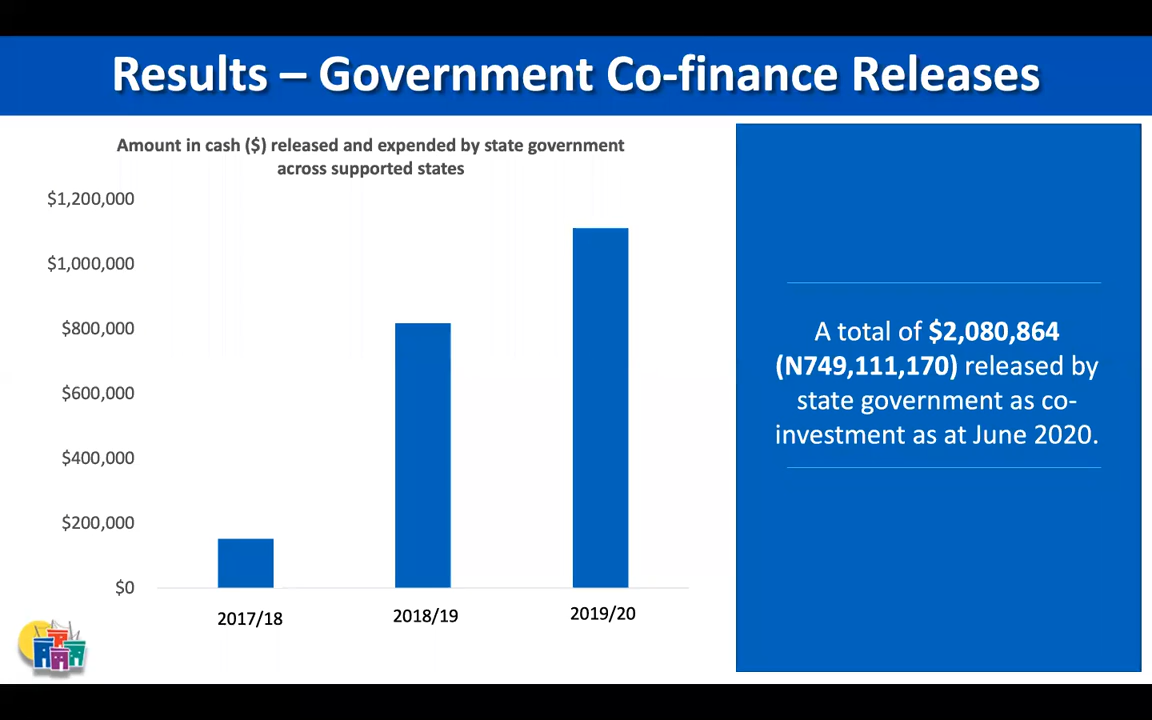 Results – Government Co-finance Releases
Amount in cash ($) released and expended by state government
across supported states
$1,200,000
$1,000,000
$800,000
$600,000
$400,000
$200,000
$0
2017/18
2018/19
2019/20
A total of $2,080,864
(N749,111,170) released by
state government as co-
investment as at June 2020.